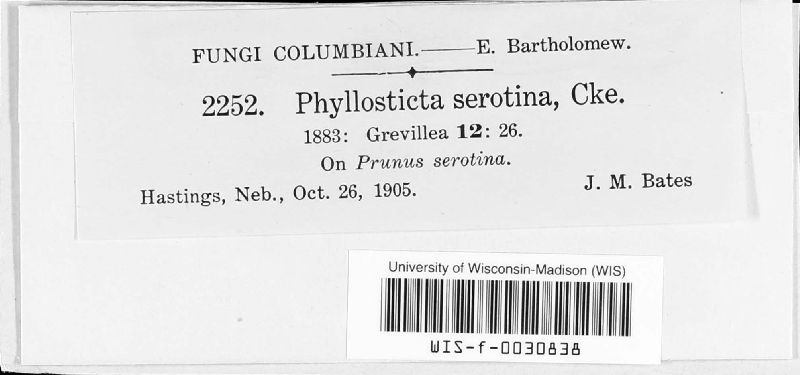 FUNGI COLUMBIANI.——E. Bartholomew.
2252. Phyllosticta serotina, Cke.
1883: Grevillea 12: 26.
On Prunus serotina.
Hastings, Neb., Oct. 26, 1905. J. M. Bates
University of Wisconsin-Madison (WIS)
WIS-f-0030838